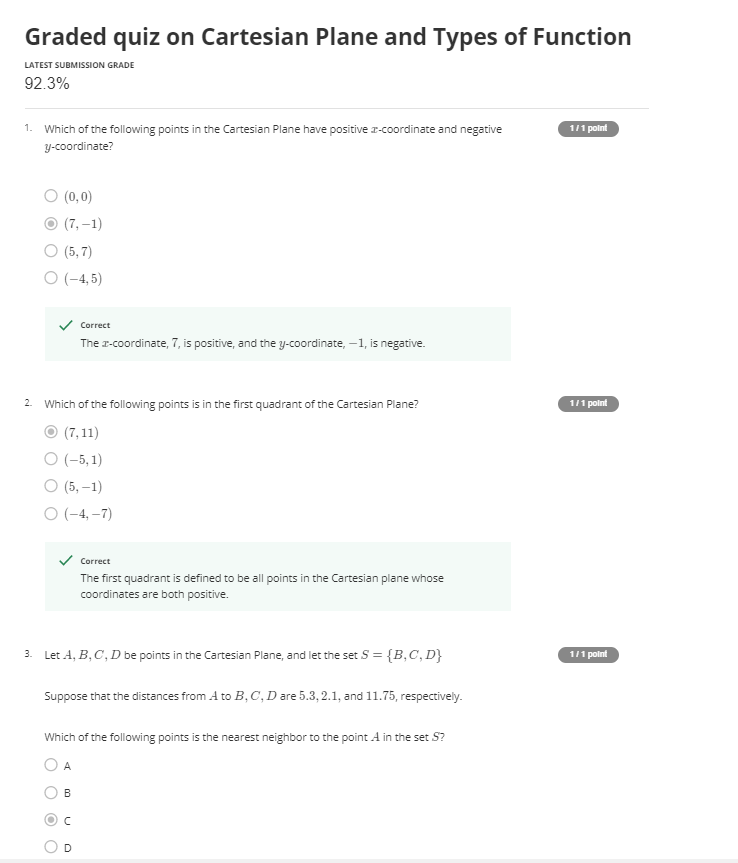 Graded quiz on Cartesian Plane and Types of Function
LATEST SUBMISSION GRADE
92.3%
1. Which of the following points in the Cartesian Plane have positive x-coordinate and negative
y-coordinate?
1 / 1 point
(0, 0)
(7, −1)
(5, 7)
(−4, 5)
Correct
The x-coordinate, 7, is positive, and the y-coordinate, −1, is negative.
2. Which of the following points is in the first quadrant of the Cartesian Plane?
1 / 1 point
(7, 11)
(−5, 1)
(5, −1)
(−4, −7)
Correct
The first quadrant is defined to be all points in the Cartesian plane whose
coordinates are both positive.
3. Let A, B, C, D be points in the Cartesian Plane, and let the set S = {B, C, D}
1 / 1 point
Suppose that the distances from A to B, C, D are 5.3, 2.1, and 11.75, respectively.
Which of the following points is the nearest neighbor to the point A in the set S?
A
B
C
D